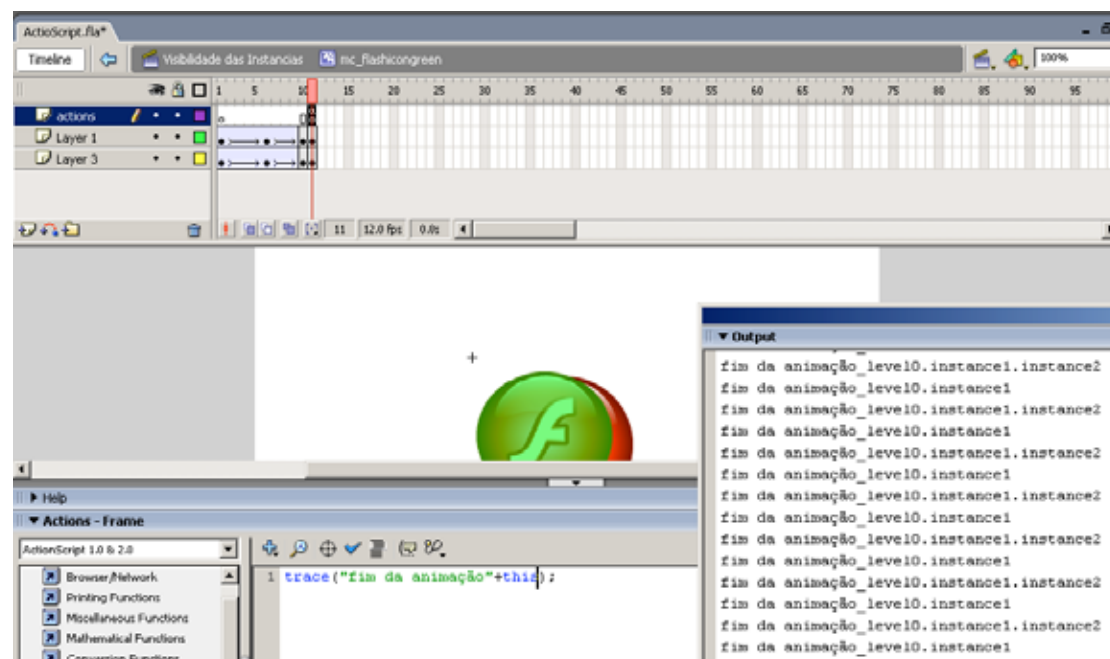 ActioScript.fla*
Timeline
Visibilidade das Instancias
mc_flashicongreen
100%
1 5 10 15 20 25 30 35 40 45 50 55 60 65 70 75 80 85 90 95
actions
Layer 1
Layer 3
11 12.0 fps 0.8s
Output
fim da animação_level0.instance1.instance2
fim da animação_level0.instance1
fim da animação_level0.instance1.instance2
fim da animação_level0.instance1
fim da animação_level0.instance1.instance2
fim da animação_level0.instance1
fim da animação_level0.instance1.instance2
fim da animação_level0.instance1
fim da animação_level0.instance1.instance2
fim da animação_level0.instance1
fim da animação_level0.instance1.instance2
fim da animação_level0.instance1
fim da animação_level0.instance1.instance2
fim da animação_level0.instance1
Help
Actions - Frame
ActionScript 1.0 & 2.0
Browser/Network
Printing Functions
Miscellaneous Functions
Mathematical Functions
Conversion Functions
1 trace("fim da animação"+this);